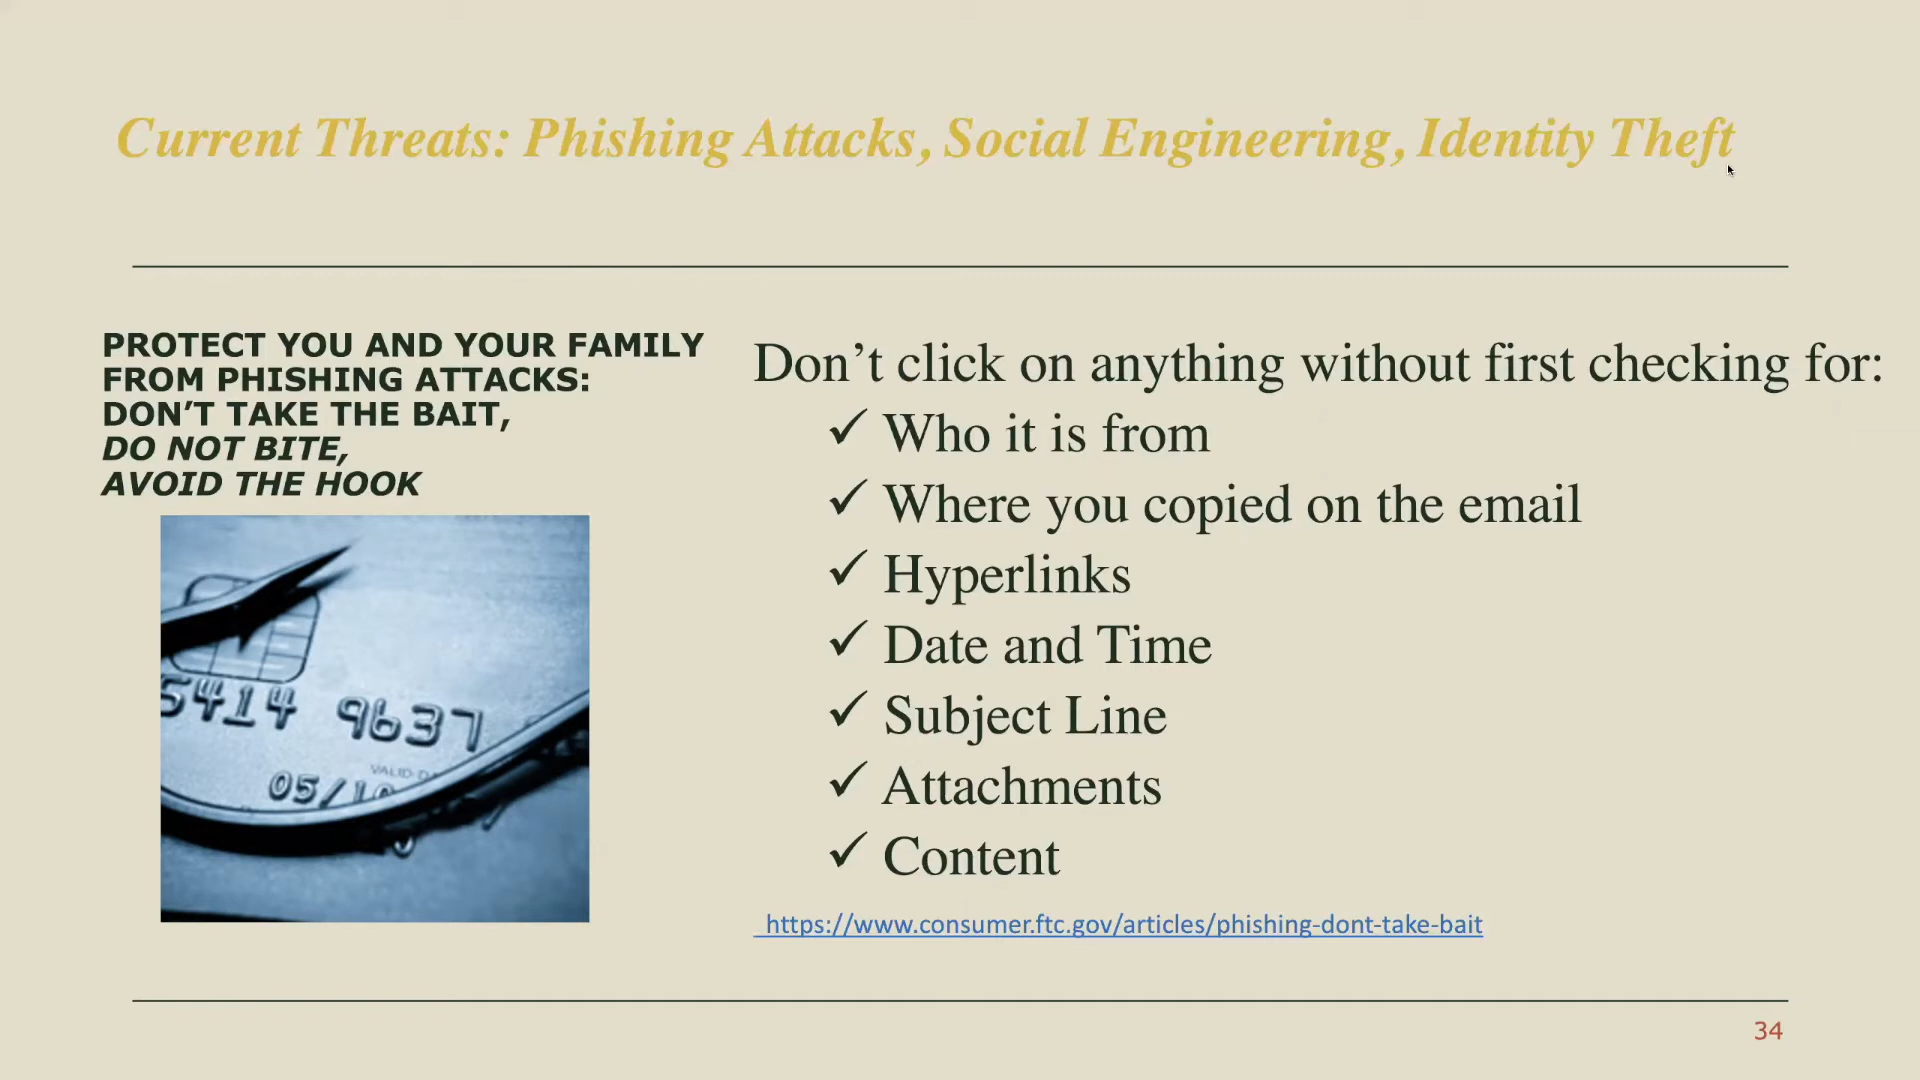 Current Threats: Phishing Attacks, Social Engineering, Identity Theft
PROTECT YOU AND YOUR FAMILY
FROM PHISHING ATTACKS:
DON’T TAKE THE BAIT,
DO NOT BITE,
AVOID THE HOOK
5414 9637
05/10
Don’t click on anything without first checking for:
✓ Who it is from
✓ Where you copied on the email
✓ Hyperlinks
✓ Date and Time
✓ Subject Line
✓ Attachments
✓ Content
https://www.consumer.ftc.gov/articles/phishing-dont-take-bait
34